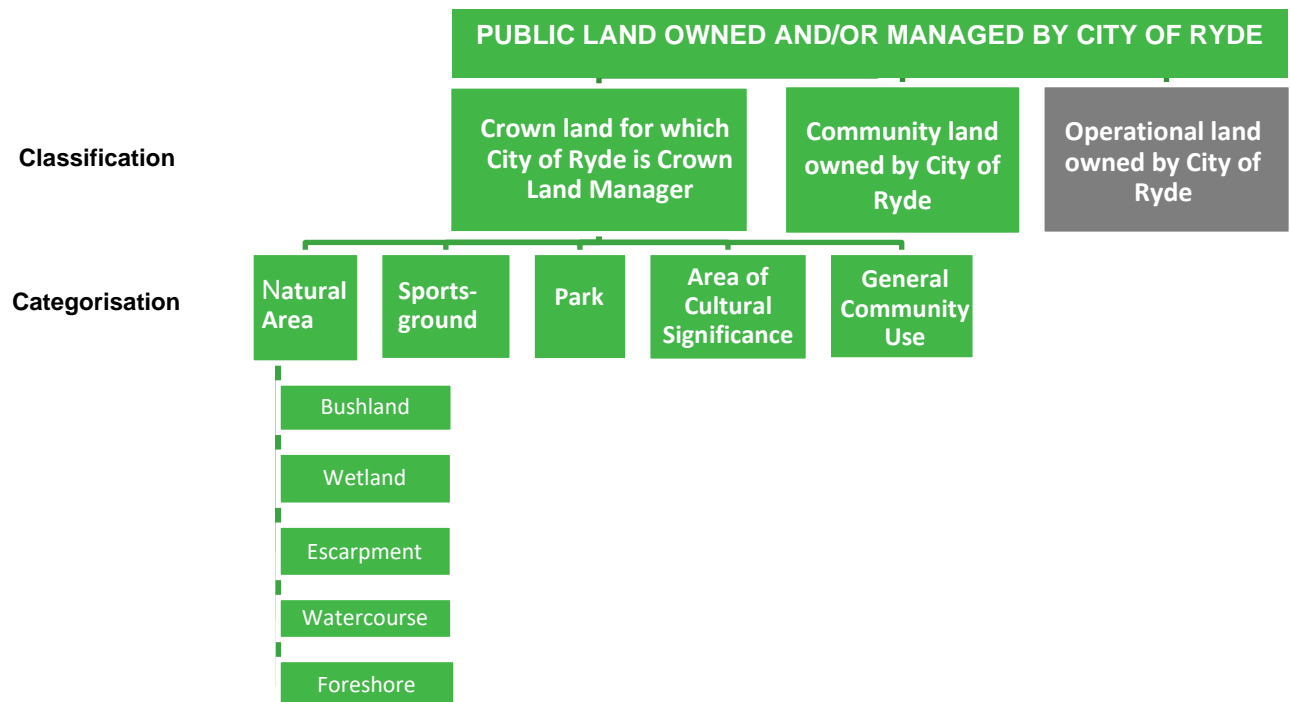 PUBLIC LAND OWNED AND/OR MANAGED BY CITY OF RYDE
Classification
Crown land for which
City of Ryde is Crown
Land Manager
Community land
owned by City of
Ryde
Operational land
owned by City of
Ryde
Categorisation
Natural
Area
Sports-
ground
Park
Area of
Cultural
Significance
General
Community
Use
Bushland
Wetland
Escarpment
Watercourse
Foreshore